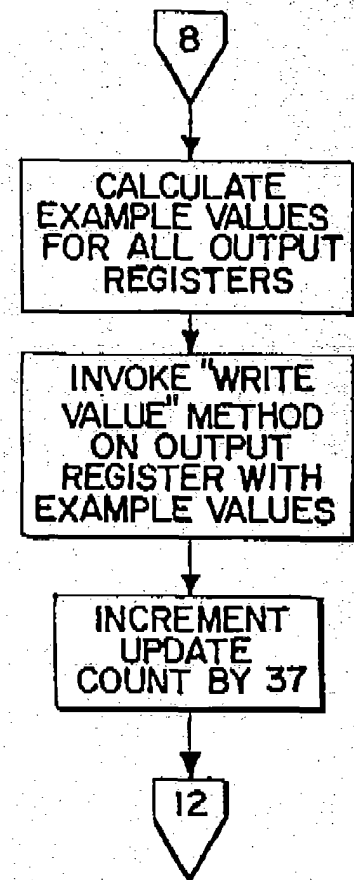 8
CALCULATE
EXAMPLE VALUES
FOR ALL OUTPUT
REGISTERS
INVOKE "WRITE
VALUE" METHOD
ON OUTPUT
REGISTER WITH
EXAMPLE VALUES
INCREMENT
UPDATE
COUNT BY 37
12